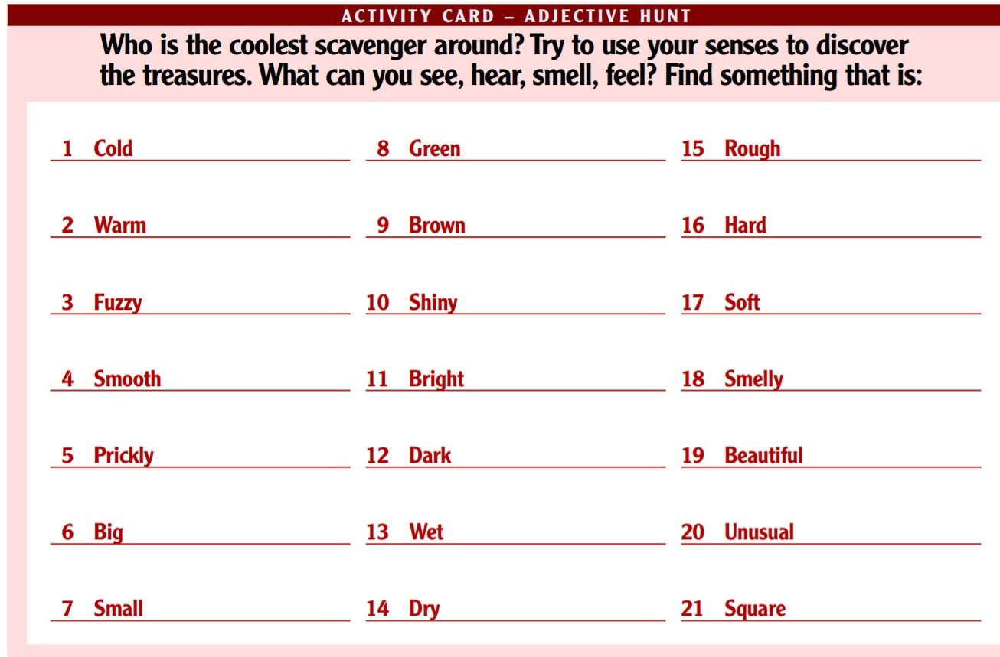 ACTIVITY CARD – ADJECTIVE HUNT
Who is the coolest scavenger around? Try to use your senses to discover
the treasures. What can you see, hear, smell, feel? Find something that is:
1 Cold
2 Warm
3 Fuzzy
4 Smooth
5 Prickly
6 Big
7 Small
8 Green
9 Brown
10 Shiny
11 Bright
12 Dark
13 Wet
14 Dry
15 Rough
16 Hard
17 Soft
18 Smelly
19 Beautiful
20 Unusual
21 Square